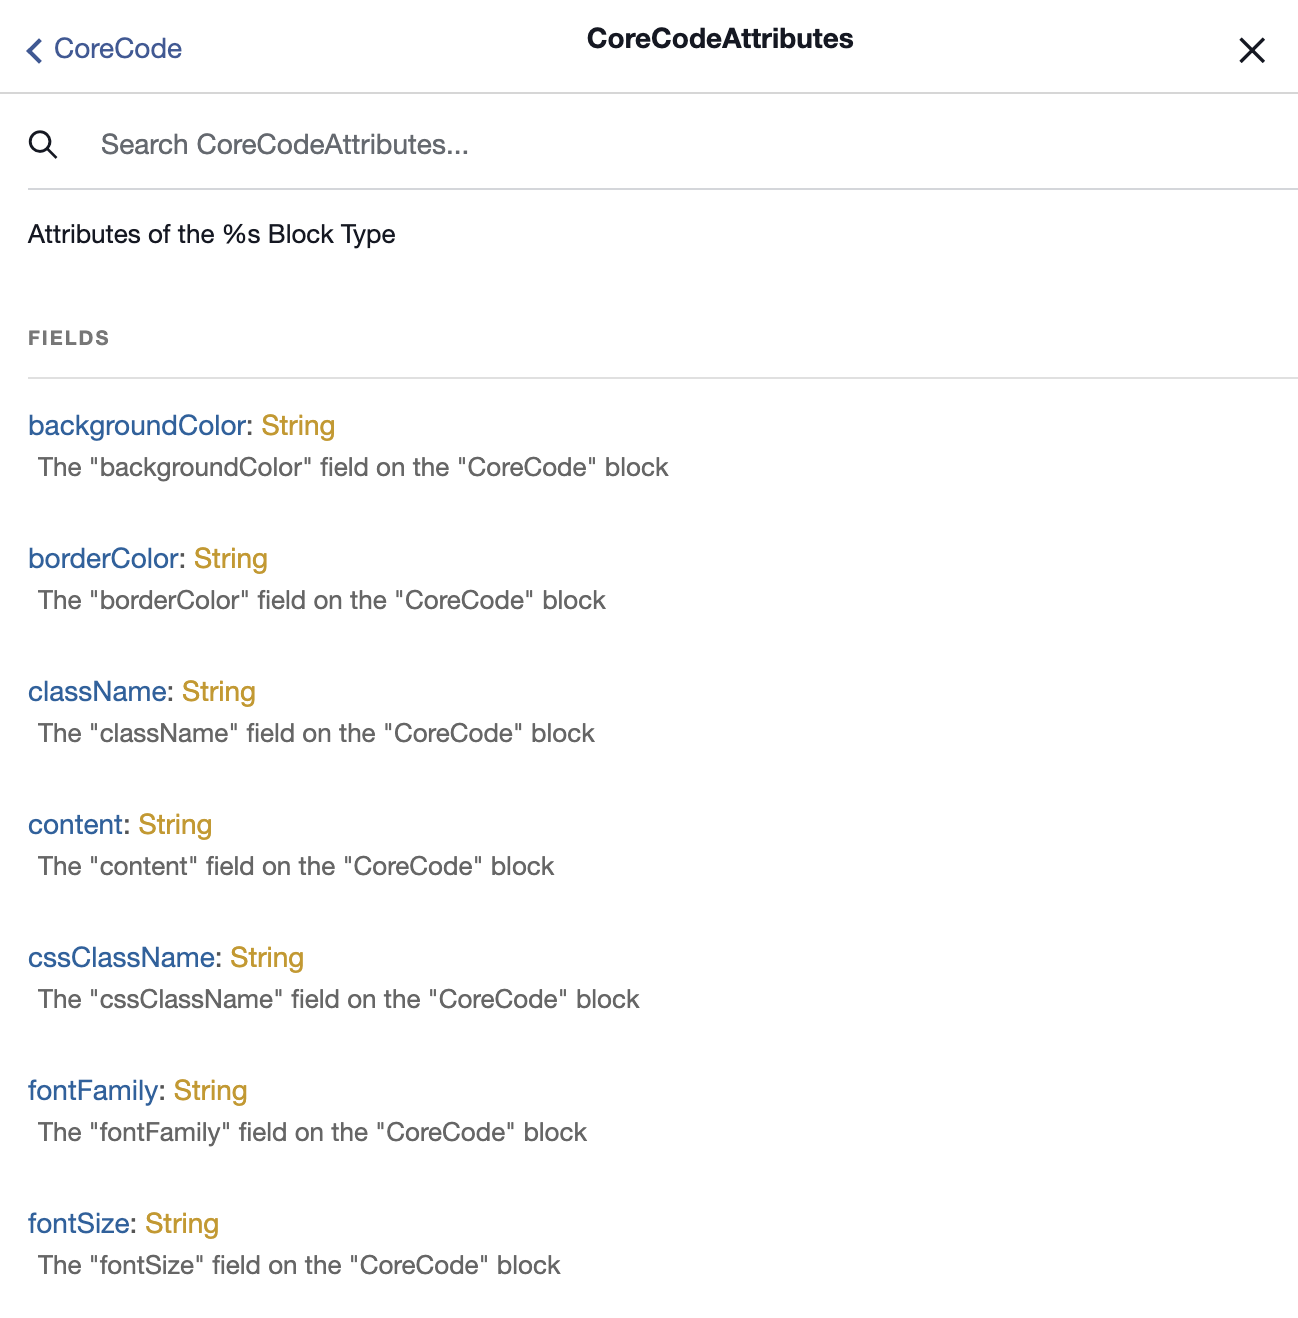 CoreCode
CoreCodeAttributes
Search CoreCodeAttributes...
Attributes of the %s Block Type
FIELDS
backgroundColor: String
The "backgroundColor" field on the "CoreCode" block
borderColor: String
The "borderColor" field on the "CoreCode" block
className: String
The "className" field on the "CoreCode" block
content: String
The "content" field on the "CoreCode" block
cssClassName: String
The "cssClassName" field on the "CoreCode" block
fontFamily: String
The "fontFamily" field on the "CoreCode" block
fontSize: String
The "fontSize" field on the "CoreCode" block